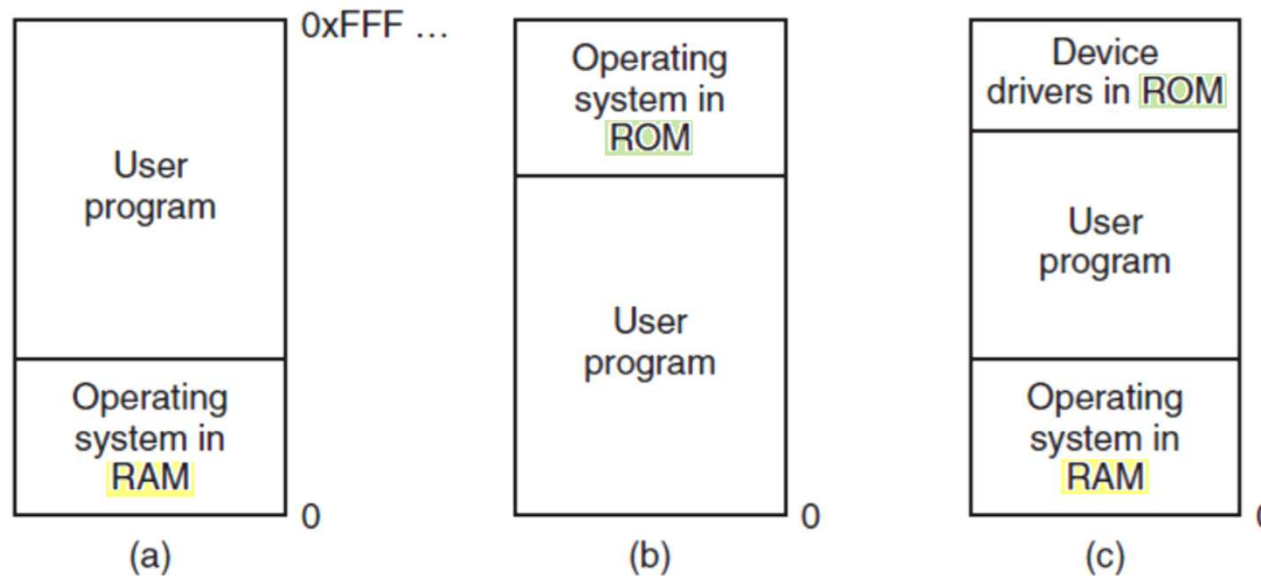 0xFFF ...
User
program
Operating
system in
RAM
0
(a)
Operating
system in
ROM
User
program
0
(b)
Device
drivers in ROM
User
program
Operating
system in
RAM
0
(c)